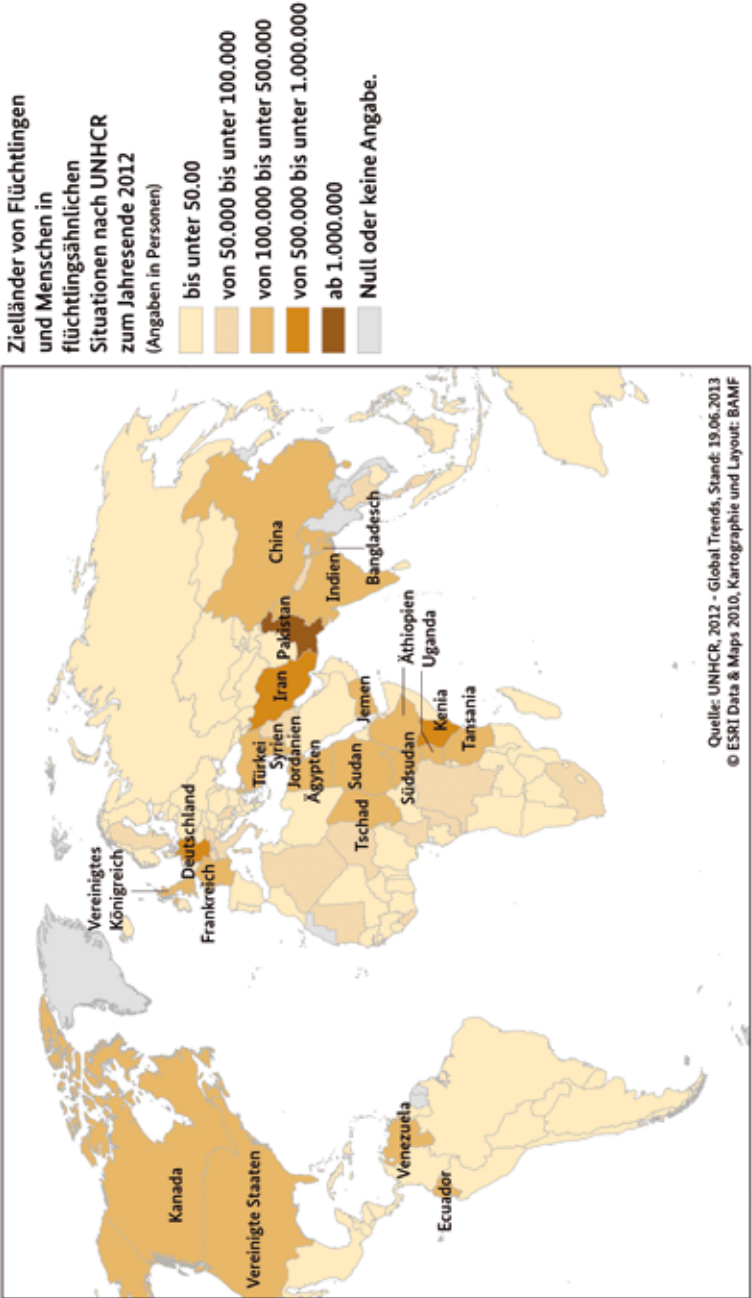 Zielländer von Flüchtlingen
und Menschen in
flüchtlingsähnlichen
Situationen nach UNHCR
zum Jahresende 2012
(Angaben in Personen)
bis unter 50.00
von 50.000 bis unter 100.000
von 100.000 bis unter 500.000
von 500.000 bis unter 1.000.000
ab 1.000.000
Null oder keine Angabe.
Kanada
Vereinigte Staaten
Venezuela
Ecuador
Vereinigtes
Königreich
Deutschland
Frankreich
Türkei
Syrien
Jordanien
Ägypten
Iran
Pakistan
China
Indien
Bangladesch
Tschad
Sudan
Jemen
Südsudan
Äthiopien
Uganda
Kenia
Tansania
Quelle: UNHCR, 2012 - Global Trends, Stand: 19.06.2013
© ESRI Data & Maps 2010, Kartographie und Layout: BAMF